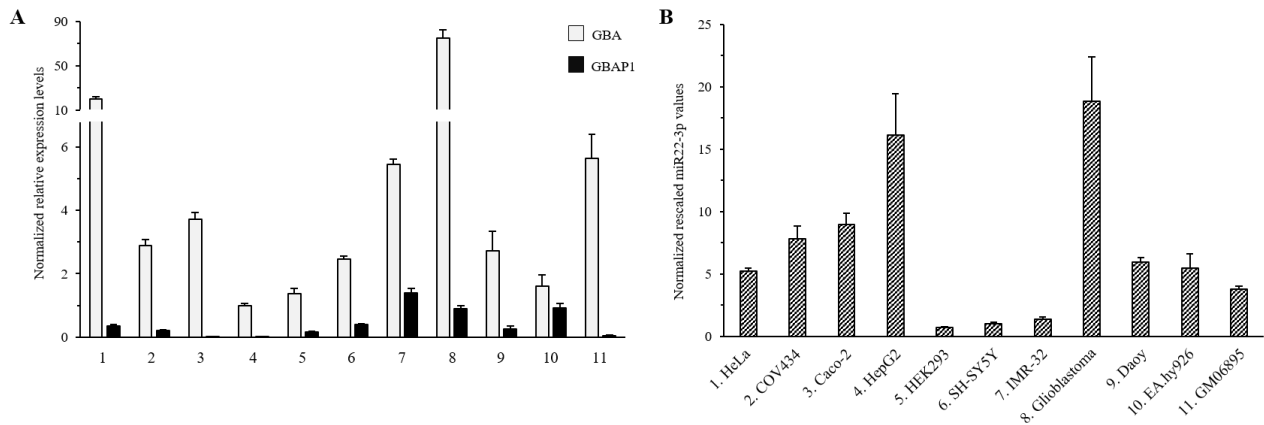 A
Normalized relative expression levels
90
50
10
6
4
2
0
GBA
GBAP1
1 2 3 4 5 6 7 8 9 10 11
B
Normalized rescaled miR22-3p values
25
20
15
10
5
0
1. HeLa
2. COV434
3. Caco-2
4. HepG2
5. HEK293
6. SH-SY5Y
7. IMR-32
8. Glioblastoma
9. Daoy
10. EA.hy926
11. GM06895